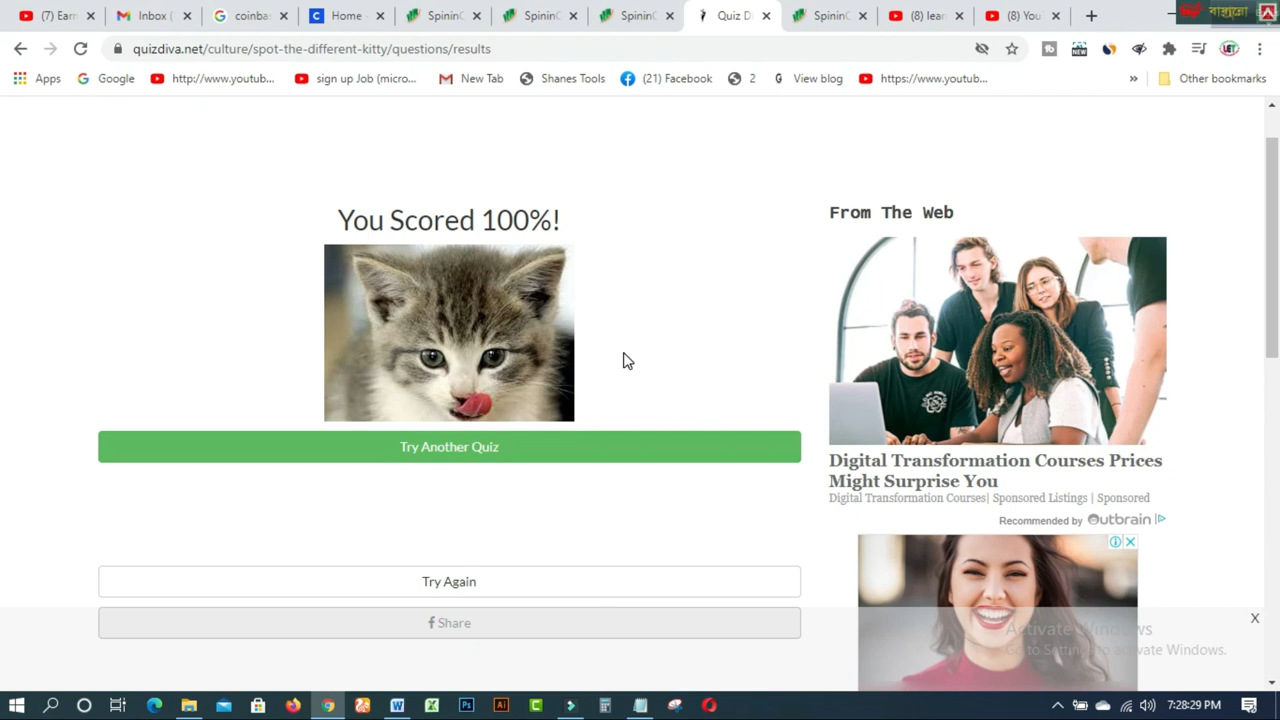 (7) Earn
Inbox (
coinba
Home
SpininC
SpininC
SpininC
Quiz Di
SpininC
(8) lea
(8) You
বাবান্নো
quizdiva.net/culture/spot-the-different-kitty/questions/results
NEW
LET
Apps
Google
http://www.youtub...
sign up Job (micro...
New Tab
Shanes Tools
(21) Facebook
2
View blog
https://www.youtub...
»
Other bookmarks
You Scored 100%!
From The Web
Try Another Quiz
Digital Transformation Courses Prices
Might Surprise You
Digital Transformation Courses| Sponsored Listings | Sponsored
Recommended by Outbrain
Try Again
Share
X
Activate Windows
Go to Settings to activate Windows.
7:28:29 PM